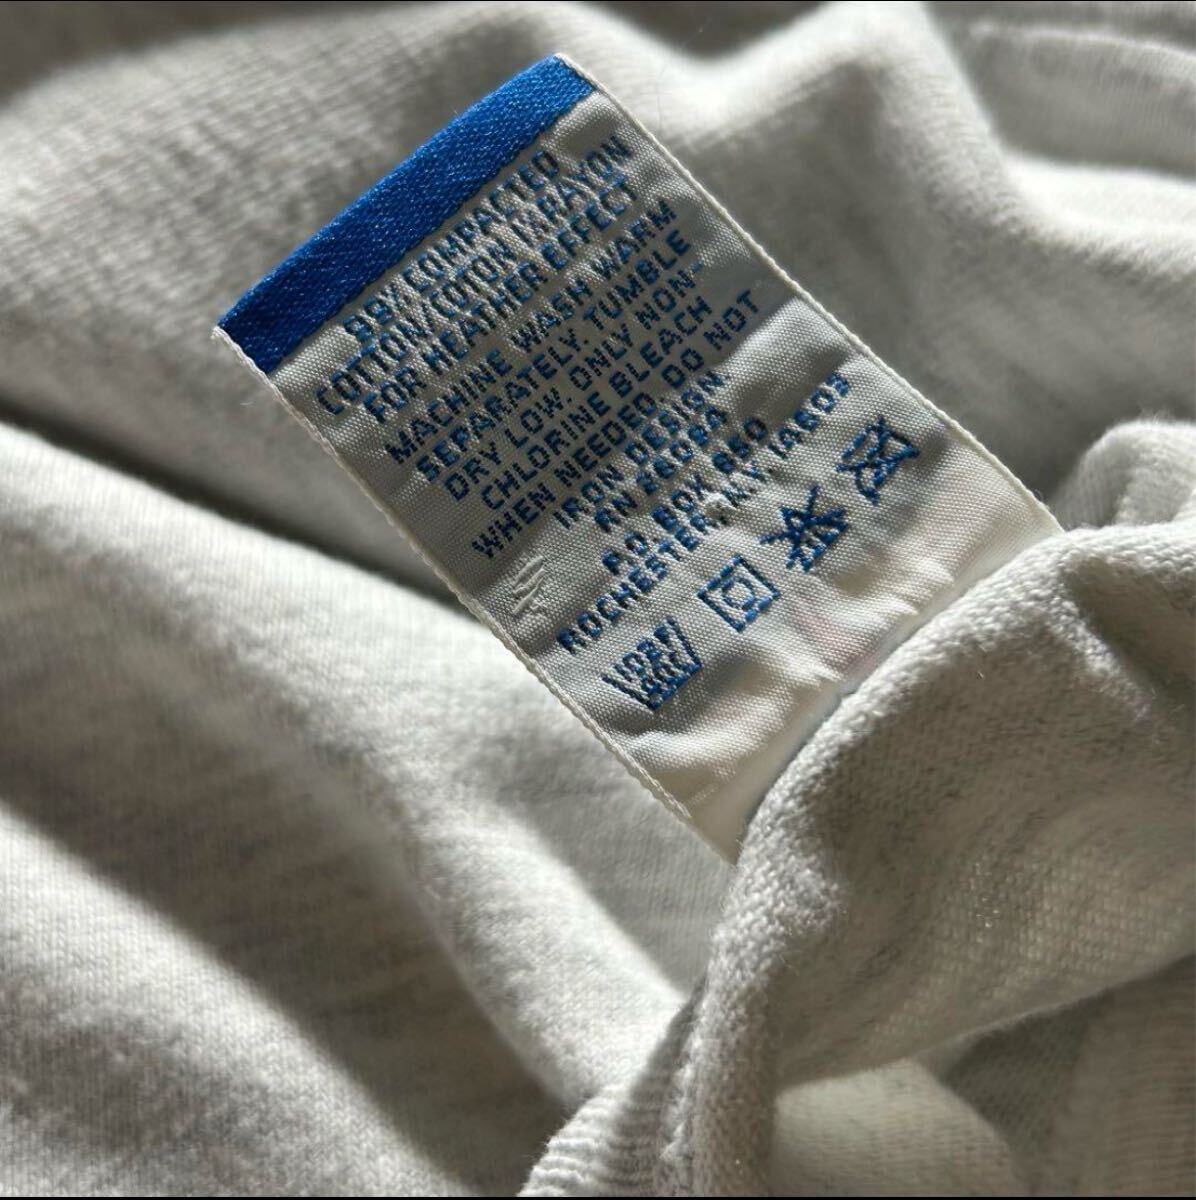 99% COMPACTED
COTTON/COTON 1% RAYON
FOR HEATHER EFFECT
MACHINE WASH WARM
SEPARATELY. TUMBLE
DRY LOW. ONLY NON-
CHLORINE BLEACH
WHEN NEEDED. DO NOT
IRON DESIGN.
RN 26094
P.O. BOX 850
ROCHESTER, N.Y. 14603